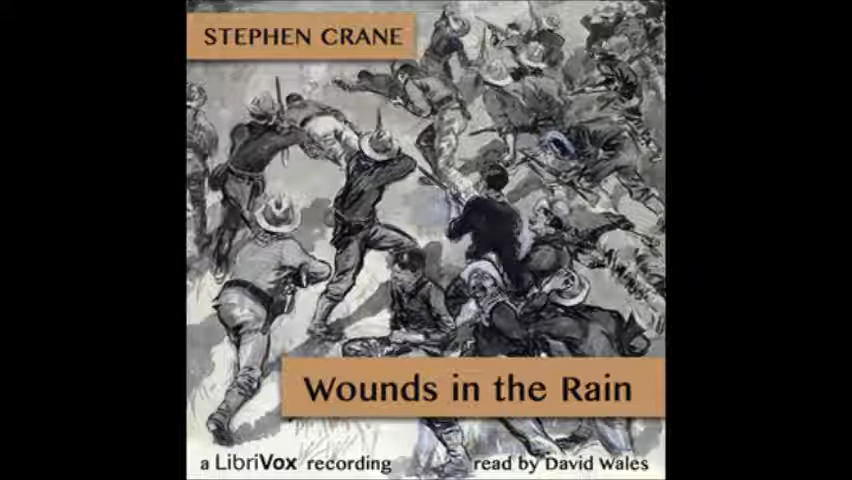 STEPHEN CRANE
Wounds in the Rain
a LibriVox recording
read by David Wales